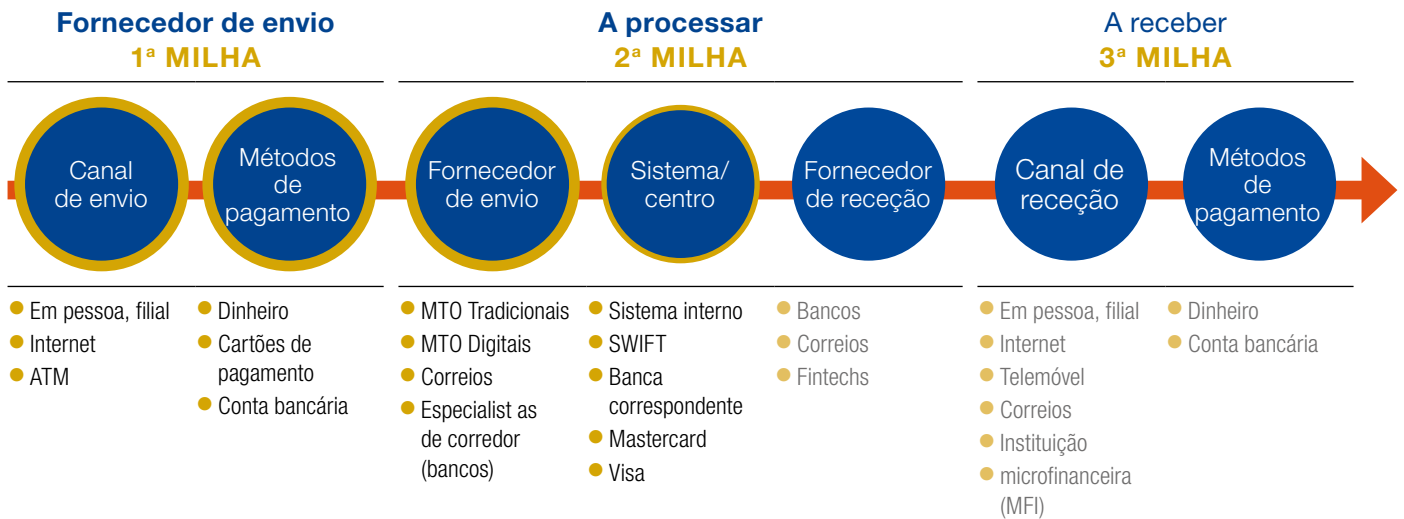 Fornecedor de envio
1ª MILHA
A processar
2ª MILHA
A receber
3ª MILHA
Canal
de envio
Métodos
de
pagamento
Fornecedor
de envio
Sistema/
centro
Fornecedor
de receção
Canal de
receção
Métodos
de
pagamento
Em pessoa, filial
Internet
ATM
Dinheiro
Cartões de
pagamento
Conta bancária
MTO Tradicionais
MTO Digitais
Correios
Especialist as
de corredor
(bancos)
Sistema interno
SWIFT
Banca
correspondente
Mastercard
Visa
Bancos
Correios
Fintechs
Em pessoa, filial
Internet
Telemóvel
Correios
Instituição
microfinanceira
(MFI)
Dinheiro
Conta bancária